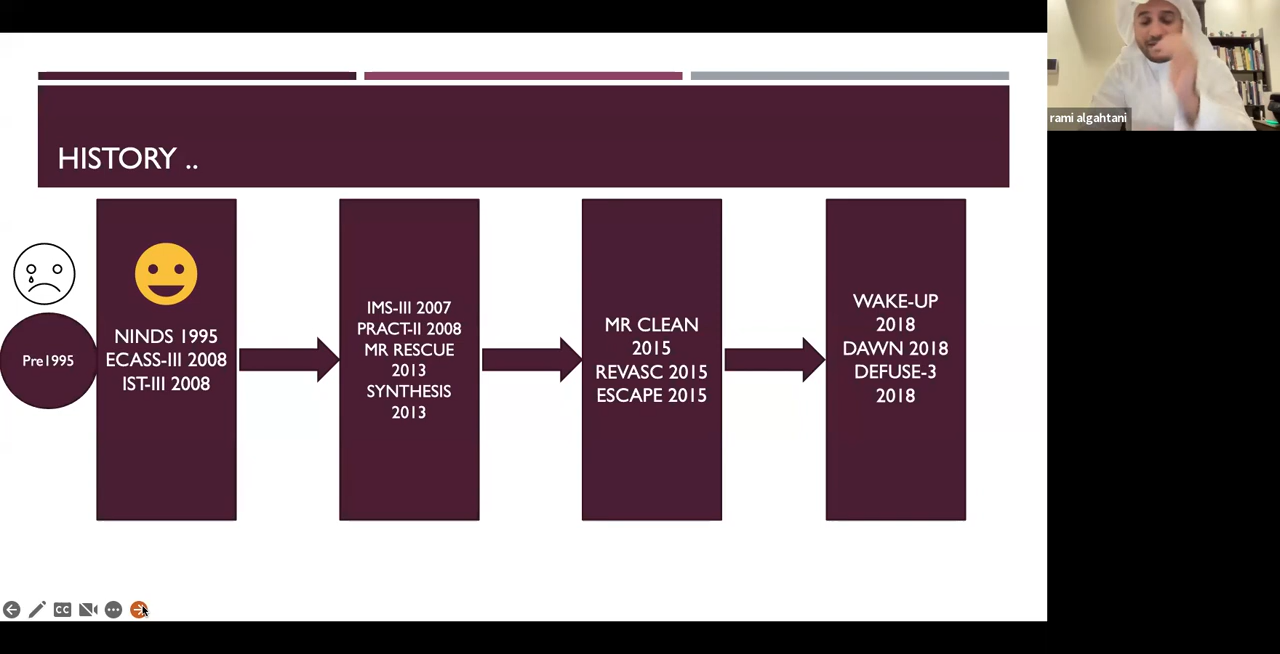 HISTORY ..
Pre1995
NINDS 1995
ECASS-III 2008
IST-III 2008
IMS-III 2007
PRACT-II 2008
MR RESCUE
2013
SYNTHESIS
2013
MR CLEAN
2015
REVASC 2015
ESCAPE 2015
WAKE-UP
2018
DAWN 2018
DEFUSE-3
2018
rami algahtani
CC